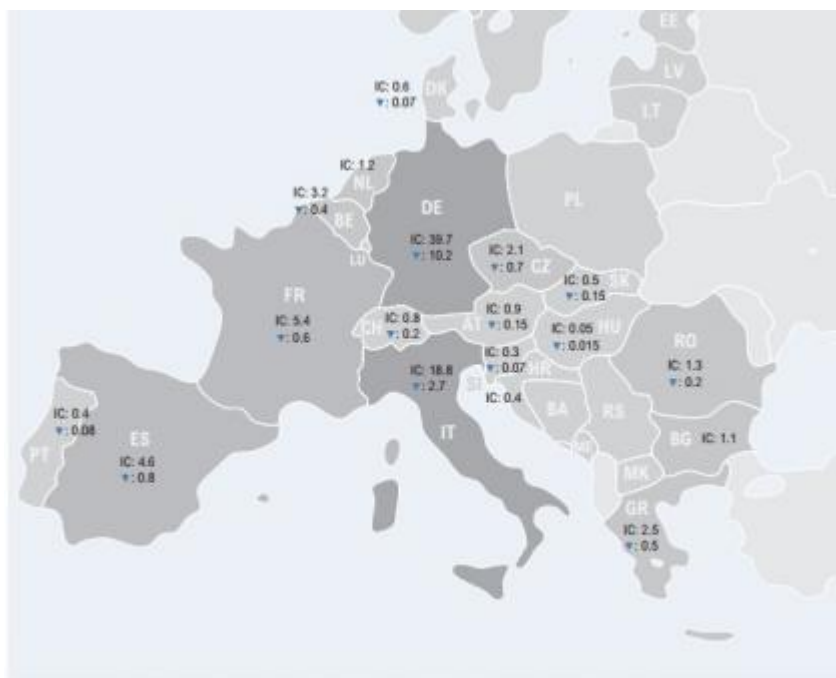 EE
LV
LT
IC: 0.6
▼: 0.07
DK
IC: 1.2
NL
IC: 3.2
▼: 0.4
BE
DE
IC: 39.7
▼: 10.2
PL
LU
IC: 2.1
▼: 0.7
CZ
IC: 0.5
▼: 0.15
SK
FR
IC: 5.4
▼: 0.6
CH
IC: 0.8
▼: 0.2
AT
IC: 0.9
▼: 0.15
IC: 0.05
▼: 0.015
HU
RO
IC: 1.3
▼: 0.2
IC: 0.3
▼: 0.07
HR
SI
IC: 0.4
IC: 18.8
▼: 2.7
IT
BA
RS
IC: 0.4
▼: 0.08
PT
ES
IC: 4.6
▼: 0.8
BG
IC: 1.1
MK
GR
IC: 2.5
▼: 0.5